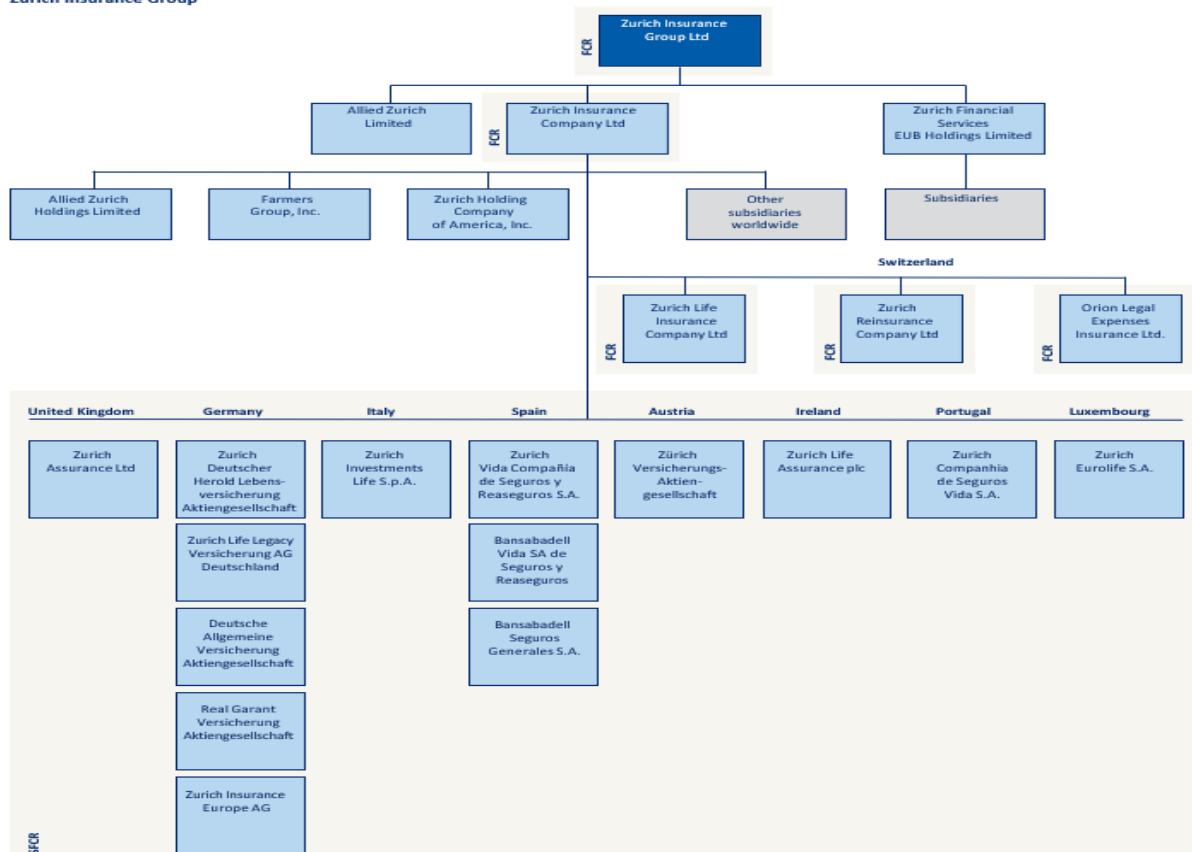 Zurich Insurance Group
Zurich Insurance
Group Ltd
FCR
Allied Zurich
Limited
Zurich Insurance
Company Ltd
FCR
Zurich Financial
Services
EUB Holdings Limited
Allied Zurich
Holdings Limited
Farmers
Group, Inc.
Zurich Holding
Company
of America, Inc.
Other
subsidiaries
worldwide
Subsidiaries
Switzerland
Zurich Life
Insurance
Company Ltd
FCR
Zurich
Reinsurance
Company Ltd
FCR
Orion Legal
Expenses
Insurance Ltd.
FCR
United Kingdom
Germany
Italy
Spain
Austria
Ireland
Portugal
Luxembourg
Zurich
Assurance Ltd
Zurich
Deutscher
Herold Lebens-
versicherung
Aktiengesellschaft
Zurich
Investments
Life S.p.A.
Zurich
Vida Compañia
de Seguros y
Reaseguros S.A.
Zürich
Versicherungs-
Aktien-
gesellschaft
Zurich Life
Assurance plc
Zurich
Companhia
de Seguros
Vida S.A.
Zurich
Eurolife S.A.
Zurich Life Legacy
Versicherung AG
Deutschland
Bansabadell
Vida SA de
Seguros y
Reaseguros
Deutsche
Allgemeine
Versicherung
Aktiengesellschaft
Bansabadell
Seguros
Generales S.A.
Real Garant
Versicherung
Aktiengesellschaft
Zurich Insurance
Europe AG
SFCR